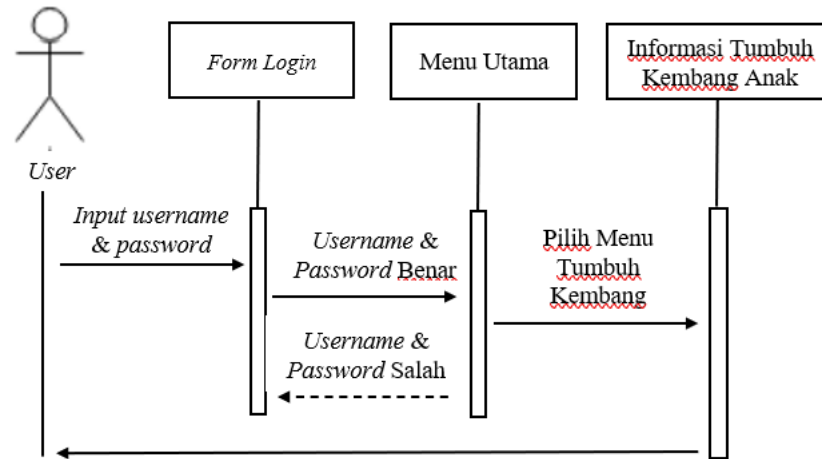 Form Login
Menu Utama
Informasi Tumbuh
Kembang Anak
User
Input username
& password
Username &
Password Benar
Pilih Menu
Tumbuh
Kembang
Username &
Password Salah